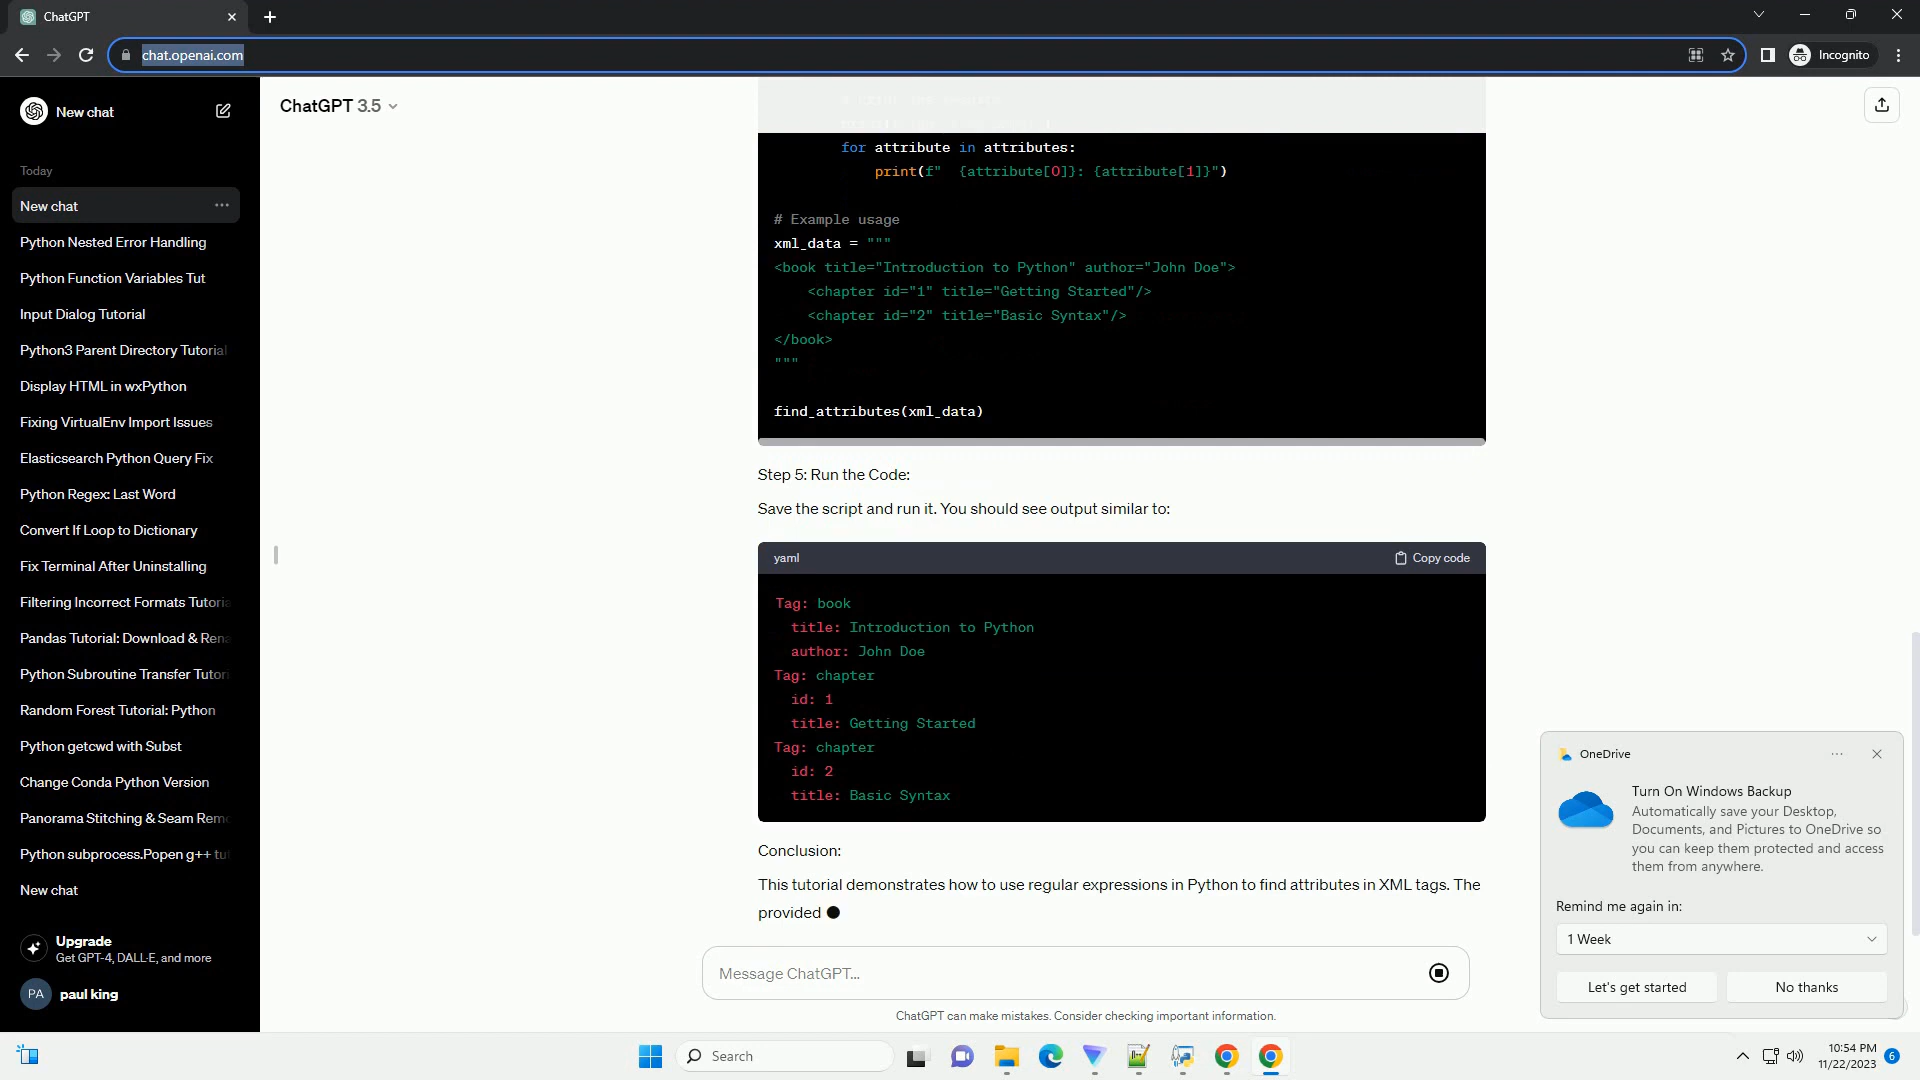 ChatGPT
chat.openai.com
Incognito
New chat
Today
New chat
Python Nested Error Handling
Python Function Variables Tut
Input Dialog Tutorial
Python3 Parent Directory Tutorial
Display HTML in wxPython
Fixing VirtualEnv Import Issues
Elasticsearch Python Query Fix
Python Regex: Last Word
Convert If Loop to Dictionary
Fix Terminal After Uninstalling
Filtering Incorrect Formats Tutoria
Pandas Tutorial: Download & Rena
Python Subroutine Transfer Tutori
Random Forest Tutorial: Python
Python getcwd with Subst
Change Conda Python Version
Panorama Stitching & Seam Remo
Python subprocess.Popen g++ tut
New chat
Upgrade
Get GPT-4, DALL·E, and more
PA
paul king
ChatGPT 3.5
for attribute in attributes:
print(f"  {attribute[0]}: {attribute[1]}")
# Example usage
xml_data = """
<book title="Introduction to Python" author="John Doe">
<chapter id="1" title="Getting Started"/>
<chapter id="2" title="Basic Syntax"/>
</book>
"""
find_attributes(xml_data)
Step 5: Run the Code:
Save the script and run it. You should see output similar to:
yaml
Copy code
Tag: book
title: Introduction to Python
author: John Doe
Tag: chapter
id: 1
title: Getting Started
Tag: chapter
id: 2
title: Basic Syntax
Conclusion:
This tutorial demonstrates how to use regular expressions in Python to find attributes in XML tags. The
provided
Message ChatGPT...
ChatGPT can make mistakes. Consider checking important information.
OneDrive
Turn On Windows Backup
Automatically save your Desktop,
Documents, and Pictures to OneDrive so
you can keep them protected and access
them from anywhere.
Remind me again in:
1 Week
Let's get started
No thanks
Search
10:54 PM
11/22/2023
6